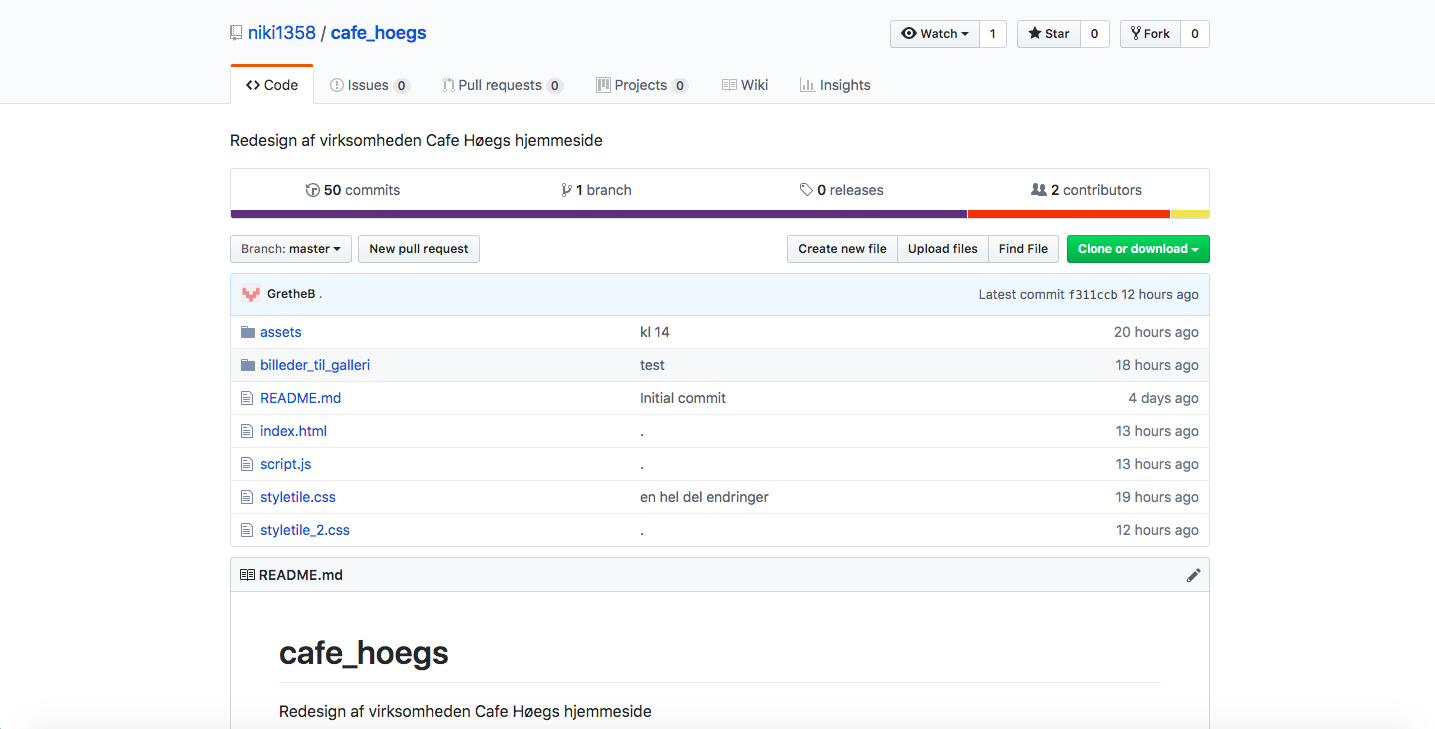 niki1358 / cafe_hoegs
Watch 1 Star 0 Fork 0
Code Issues 0 Pull requests 0 Projects 0 Wiki Insights
Redesign af virksomheden Cafe Høegs hjemmeside
50 commits 1 branch 0 releases 2 contributors
Branch: master New pull request Create new file Upload files Find File Clone or download
GretheB . Latest commit f311ccb 12 hours ago
assets kl 14 20 hours ago
billeder_til_galleri test 18 hours ago
README.md Initial commit 4 days ago
index.html . 13 hours ago
script.js . 13 hours ago
styletile.css en hel del endringer 19 hours ago
styletile_2.css . 12 hours ago
README.md
cafe_hoegs
Redesign af virksomheden Cafe Høegs hjemmeside